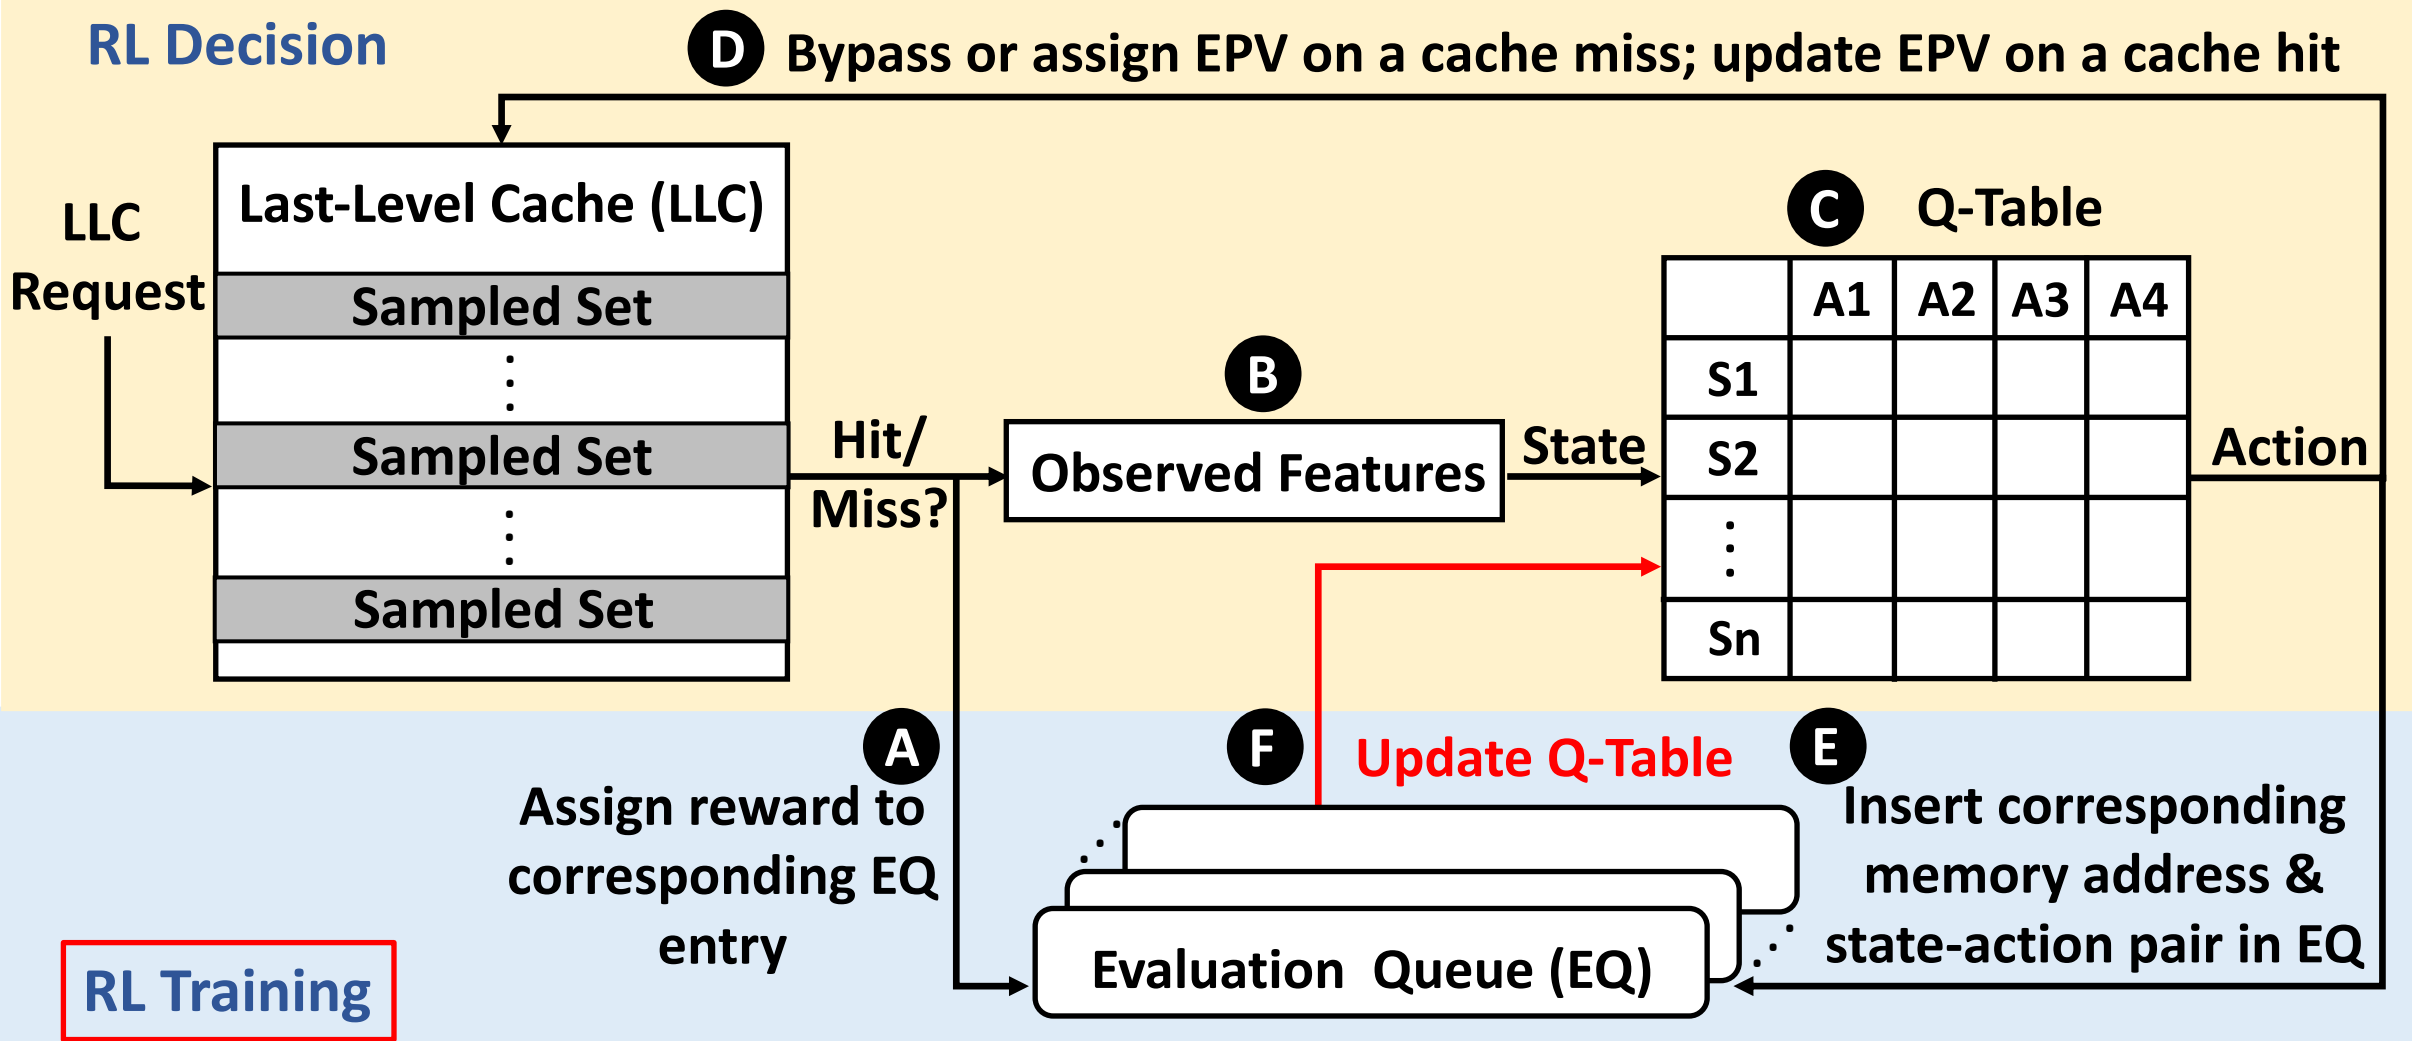 RL Decision
D Bypass or assign EPV on a cache miss; update EPV on a cache hit
LLC
Request
Last-Level Cache (LLC)
Sampled Set
Sampled Set
Sampled Set
Hit/
Miss?
B
Observed Features
State
C Q-Table
A1 A2 A3 A4
S1
S2
Sn
Action
A
Assign reward to
corresponding EQ
entry
F Update Q-Table
E
Insert corresponding
memory address &
state-action pair in EQ
Evaluation Queue (EQ)
RL Training